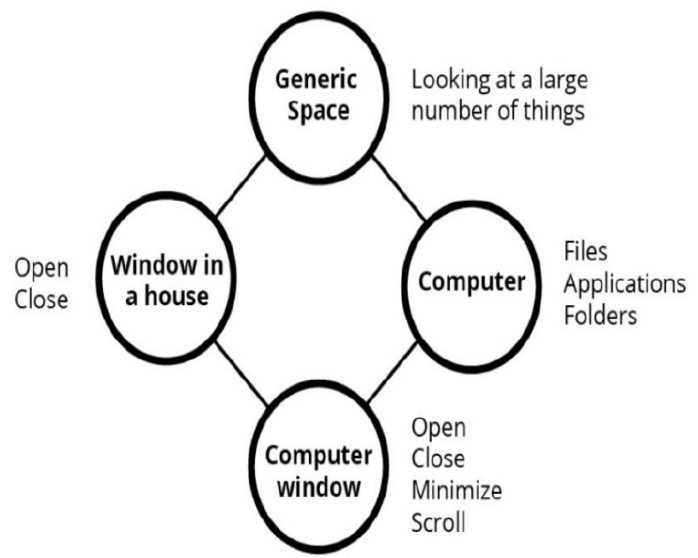 Generic
Space
Looking at a large
number of things
Open
Close
Window in
a house
Computer
Files
Applications
Folders
Computer
window
Open
Close
Minimize
Scroll